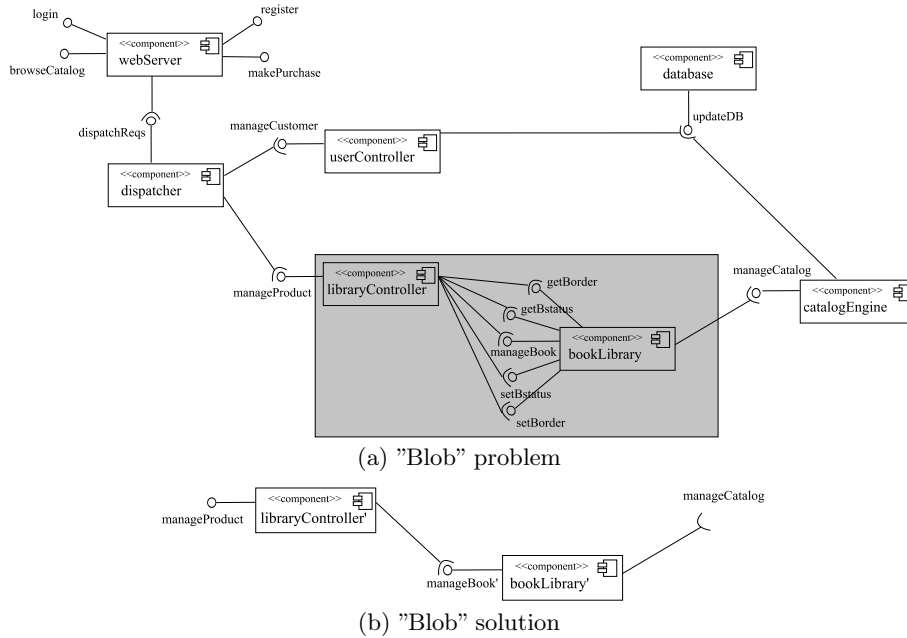 login
register
<<component>>
webServer
browseCatalog
makePurchase
<<component>>
database
dispatchReqs
manageCustomer
updateDB
<<component>>
userController
<<component>>
dispatcher
manageProduct
<<component>>
libraryController
getBorder
getBstatus
manageBook
setBstatus
setBorder
<<component>>
bookLibrary
manageCatalog
<<component>>
catalogEngine
(a) ”Blob” problem
manageProduct
<<component>>
libraryController'
manageBook'
<<component>>
bookLibrary'
manageCatalog
(b) ”Blob” solution